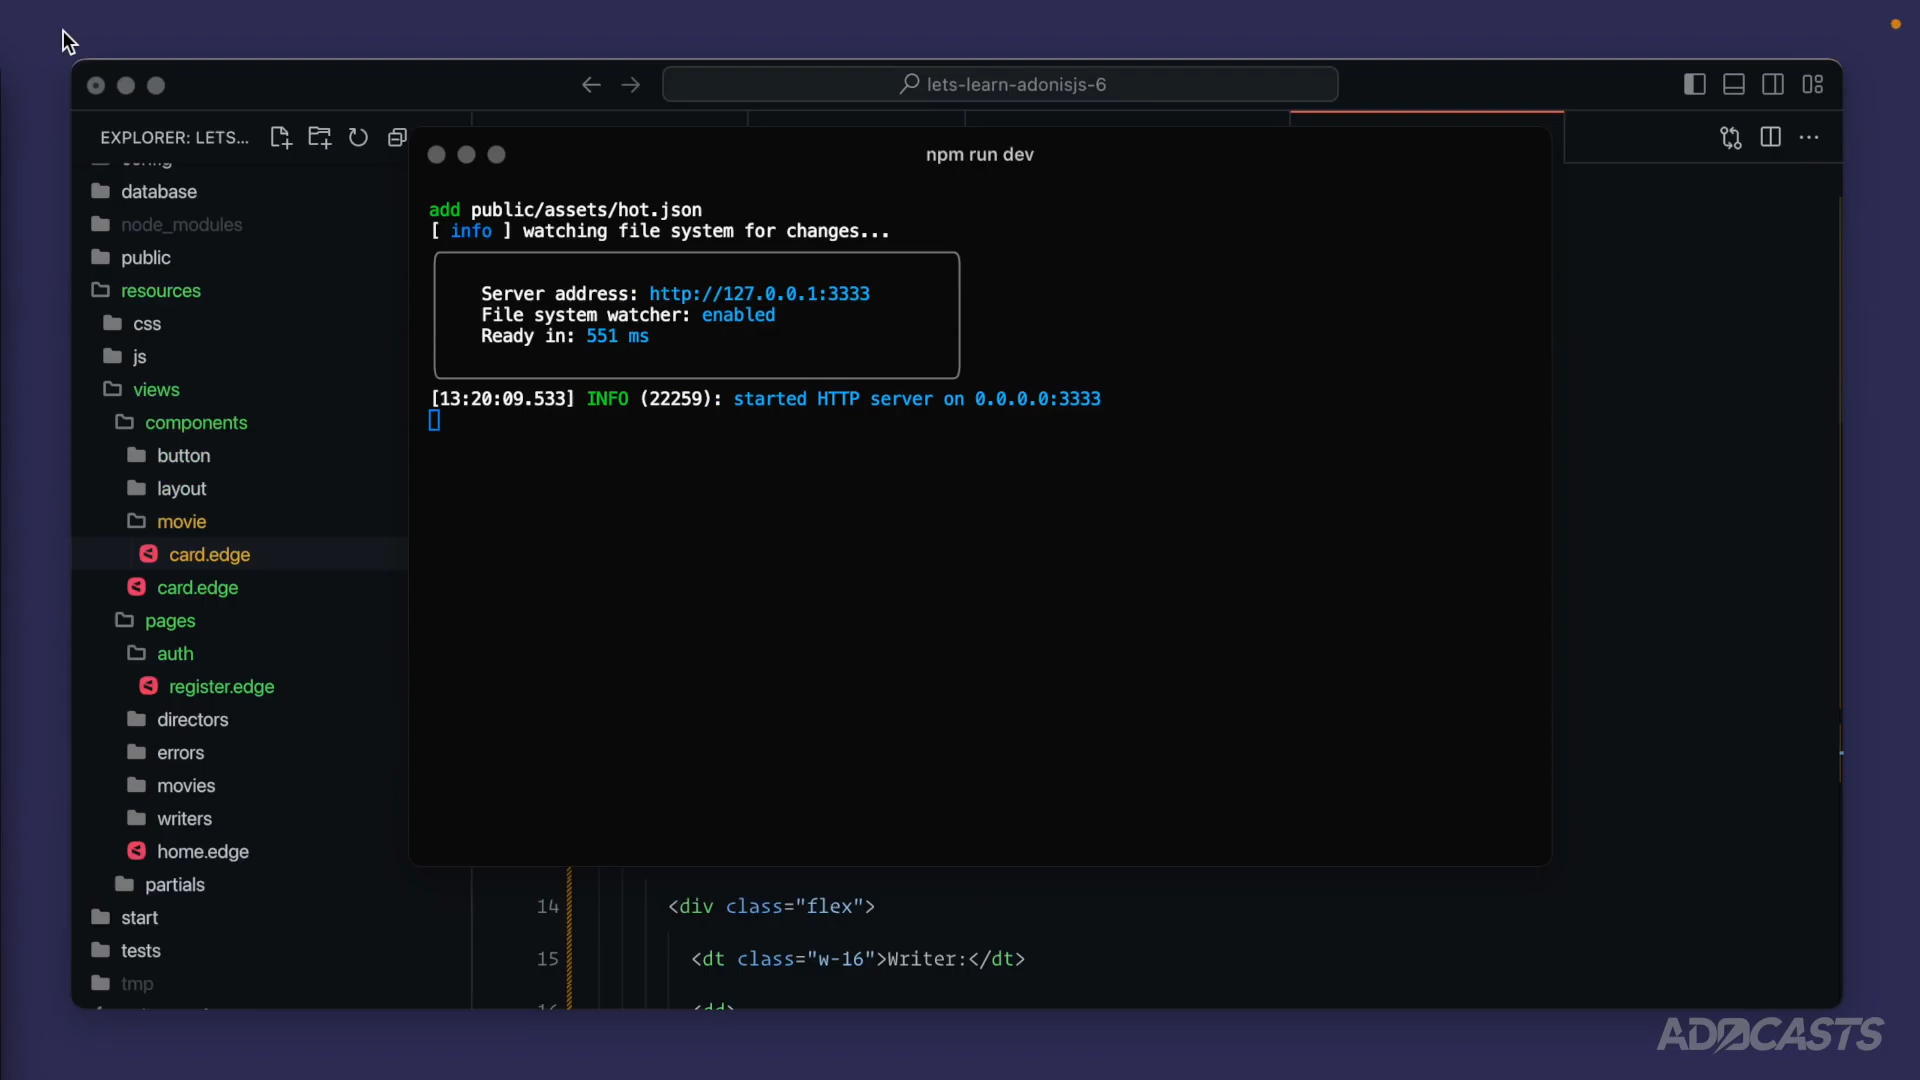 lets-learn-adonisjs-6
EXPLORER: LETS...
config
database
node_modules
public
resources
css
js
views
components
button
layout
movie
card.edge
card.edge
pages
auth
register.edge
directors
errors
movies
writers
home.edge
partials
start
tests
tmp
npm run dev
add public/assets/hot.json
[ info ] watching file system for changes...
Server address: http://127.0.0.1:3333
File system watcher: enabled
Ready in: 551 ms
[13:20:09.533] INFO (22259): started HTTP server on 0.0.0.0:3333
14 <div class="flex">
15 <dt class="w-16">Writer:</dt>
16 <dd>
ADOCASTS